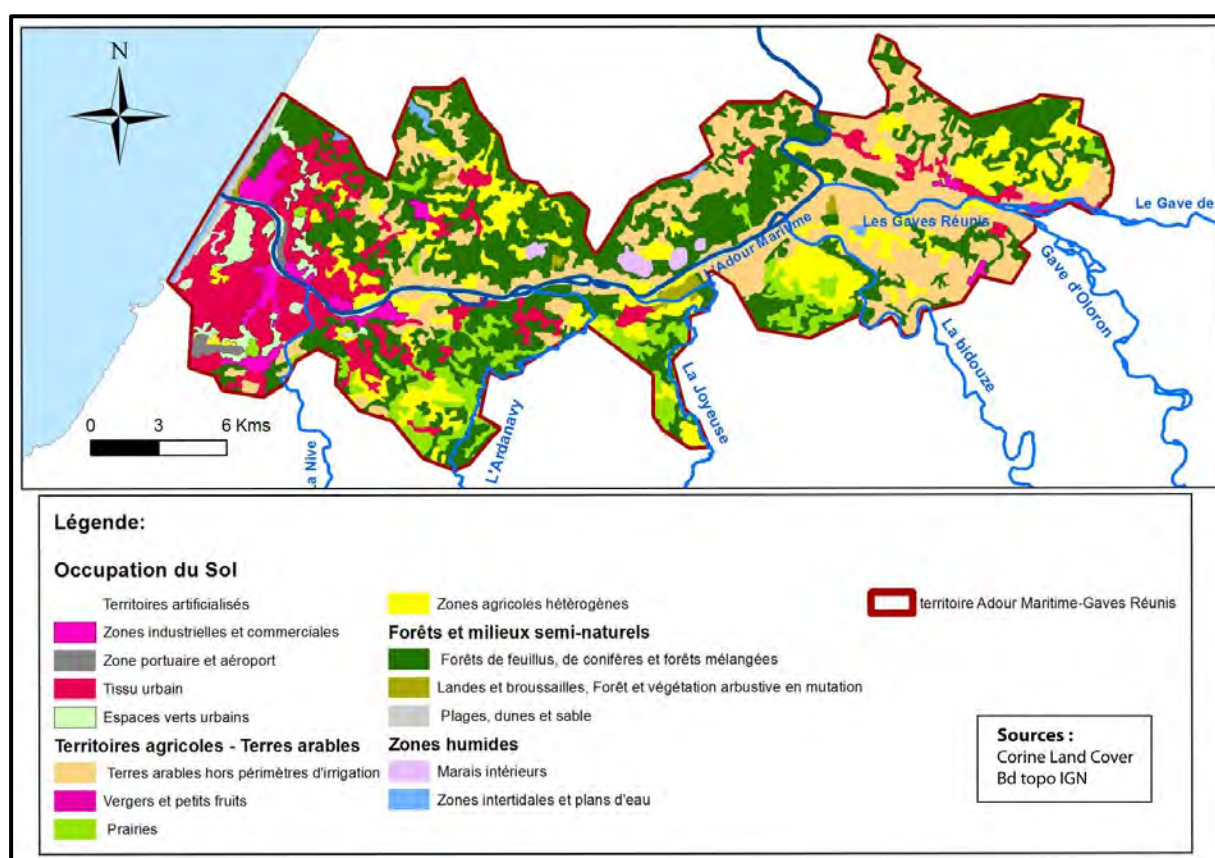 N
Le Gave de
Les Gaves Réunis
L'Adour Maritime
Gave d'Oloron
La bidouze
La Joyeuse
L'Ardanavy
La Nive
0 3 6 Kms
Légende:
Occupation du Sol
Territoires artificialisés
Zones industrielles et commerciales
Zone portuaire et aéroport
Tissu urbain
Espaces verts urbains
Territoires agricoles - Terres arables
Terres arables hors périmètres d'irrigation
Vergers et petits fruits
Prairies
Zones agricoles hétèrogènes
Forêts et milieux semi-naturels
Forêts de feuillus, de conifères et forêts mélangées
Landes et broussailles, Forêt et végétation arbustive en mutation
Plages, dunes et sable
Zones humides
Marais intérieurs
Zones intertidales et plans d'eau
territoire Adour Maritime-Gaves Réunis
Sources :
Corine Land Cover
Bd topo IGN